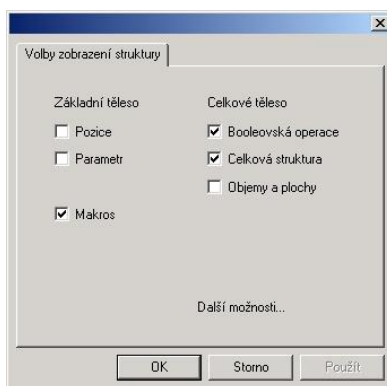 Volby zobrazení struktury
Základní těleso
Celkové těleso
Pozice
Booleovská operace
Parametr
Celková struktura
Objemy a plochy
Makros
Další možnosti...
OK
Storno
Použít